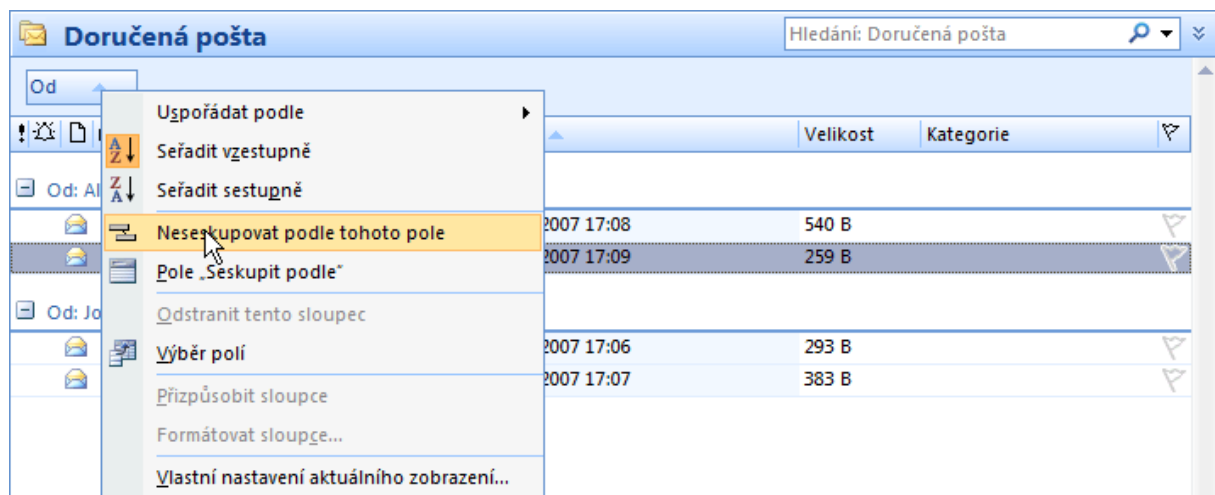 Doručená pošta
Hledání: Doručená pošta
Od
Uspořádat podle
Seřadit vzestupně
Seřadit sestupně
Neseskupovat podle tohoto pole
Pole „Seskupit podle“
Odstranit tento sloupec
Výběr polí
Přizpůsobit sloupce
Formátovat sloupce...
Vlastní nastavení aktuálního zobrazení...
Velikost Kategorie
Od: Al
2007 17:08 540 B
2007 17:09 259 B
Od: Jo
2007 17:06 293 B
2007 17:07 383 B